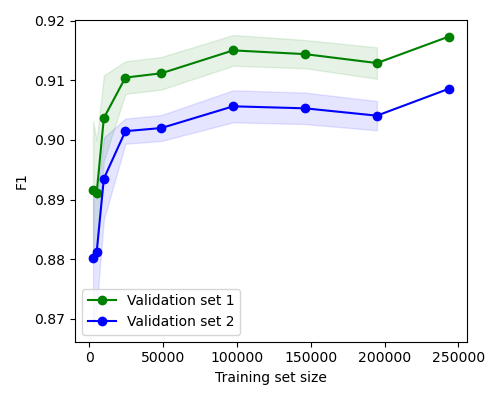 0.92
0.91
0.90
0.89
0.88
0.87
F1
Validation set 1
Validation set 2
0 50000 100000 150000 200000 250000
Training set size